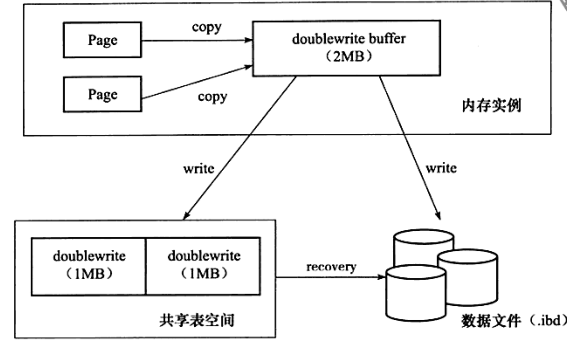 Page
copy
doublewrite buffer
（2MB）
Page
copy
内存实例
write
write
doublewrite
（1MB）
doublewrite
（1MB）
recovery
共享表空间
数据文件（.ibd）